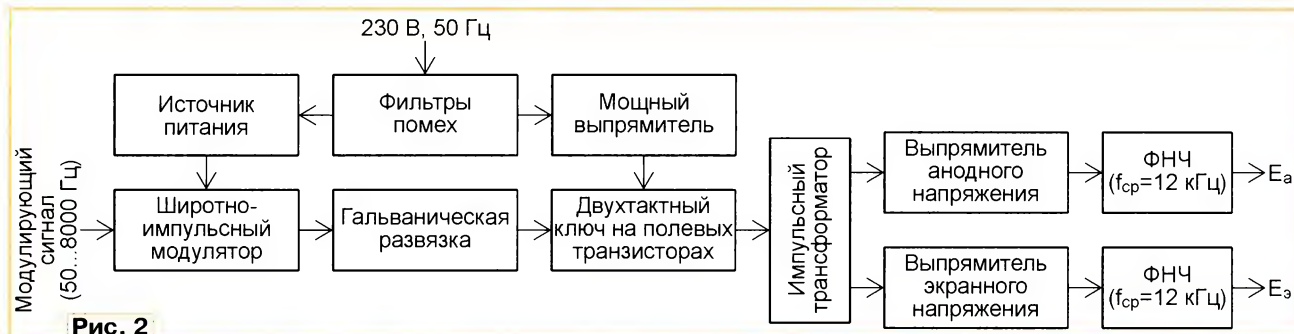 230 В, 50 Гц
Источник
питания
Фильтры
помех
Мощный
выпрямитель
Модулирующий
сигнал
(50...8000 Гц)
Широтно-
импульсный
модулятор
Гальваническая
развязка
Двухтактный
ключ на полевых
транзисторах
Импульсный
трансформатор
Выпрямитель
анодного
напряжения
ФНЧ
(fср=12 кГц)
Eа
Выпрямитель
экранного
напряжения
ФНЧ
(fср=12 кГц)
Eэ
Рис. 2